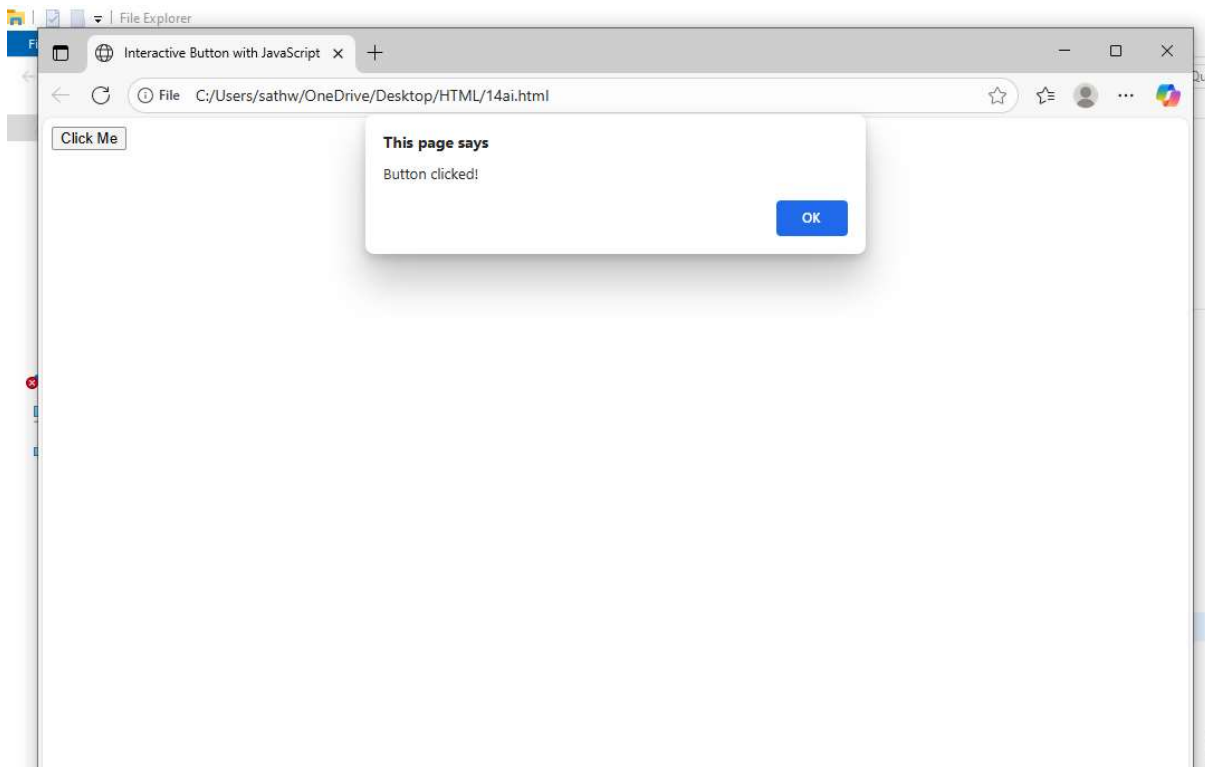 File Explorer
Interactive Button with JavaScript
File C:/Users/sathw/OneDrive/Desktop/HTML/14ai.html
Click Me
This page says
Button clicked!
OK